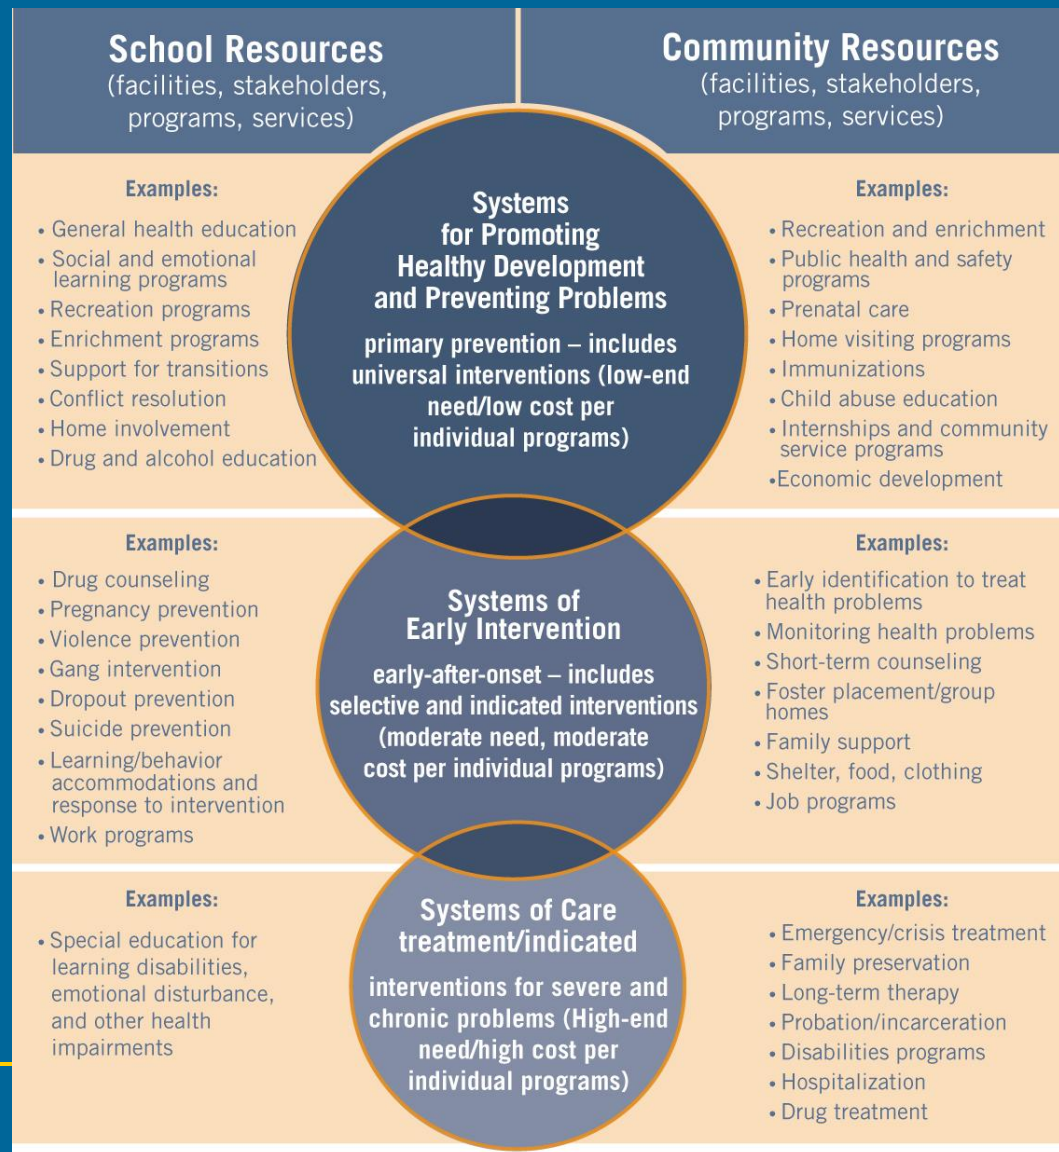 School Resources
(facilities, stakeholders,
programs, services)
Community Resources
(facilities, stakeholders,
programs, services)
Examples:
• General health education
• Social and emotional
learning programs
• Recreation programs
• Enrichment programs
• Support for transitions
• Conflict resolution
• Home involvement
• Drug and alcohol education
Systems
for Promoting
Healthy Development
and Preventing Problems
primary prevention – includes
universal interventions (low-end
need/low cost per
individual programs)
Examples:
• Recreation and enrichment
• Public health and safety
programs
• Prenatal care
• Home visiting programs
• Immunizations
• Child abuse education
• Internships and community
service programs
•Economic development
Examples:
• Drug counseling
• Pregnancy prevention
• Violence prevention
• Gang intervention
• Dropout prevention
• Suicide prevention
• Learning/behavior
accommodations and
response to intervention
• Work programs
Systems of
Early Intervention
early-after-onset – includes
selective and indicated interventions
(moderate need, moderate
cost per individual programs)
Examples:
• Early identification to treat
health problems
• Monitoring health problems
• Short-term counseling
• Foster placement/group
homes
• Family support
• Shelter, food, clothing
• Job programs
Examples:
• Special education for
learning disabilities,
emotional disturbance,
and other health
impairments
Systems of Care
treatment/indicated
interventions for severe and
chronic problems (High-end
need/high cost per
individual programs)
Examples:
• Emergency/crisis treatment
• Family preservation
• Long-term therapy
• Probation/incarceration
• Disabilities programs
• Hospitalization
• Drug treatment